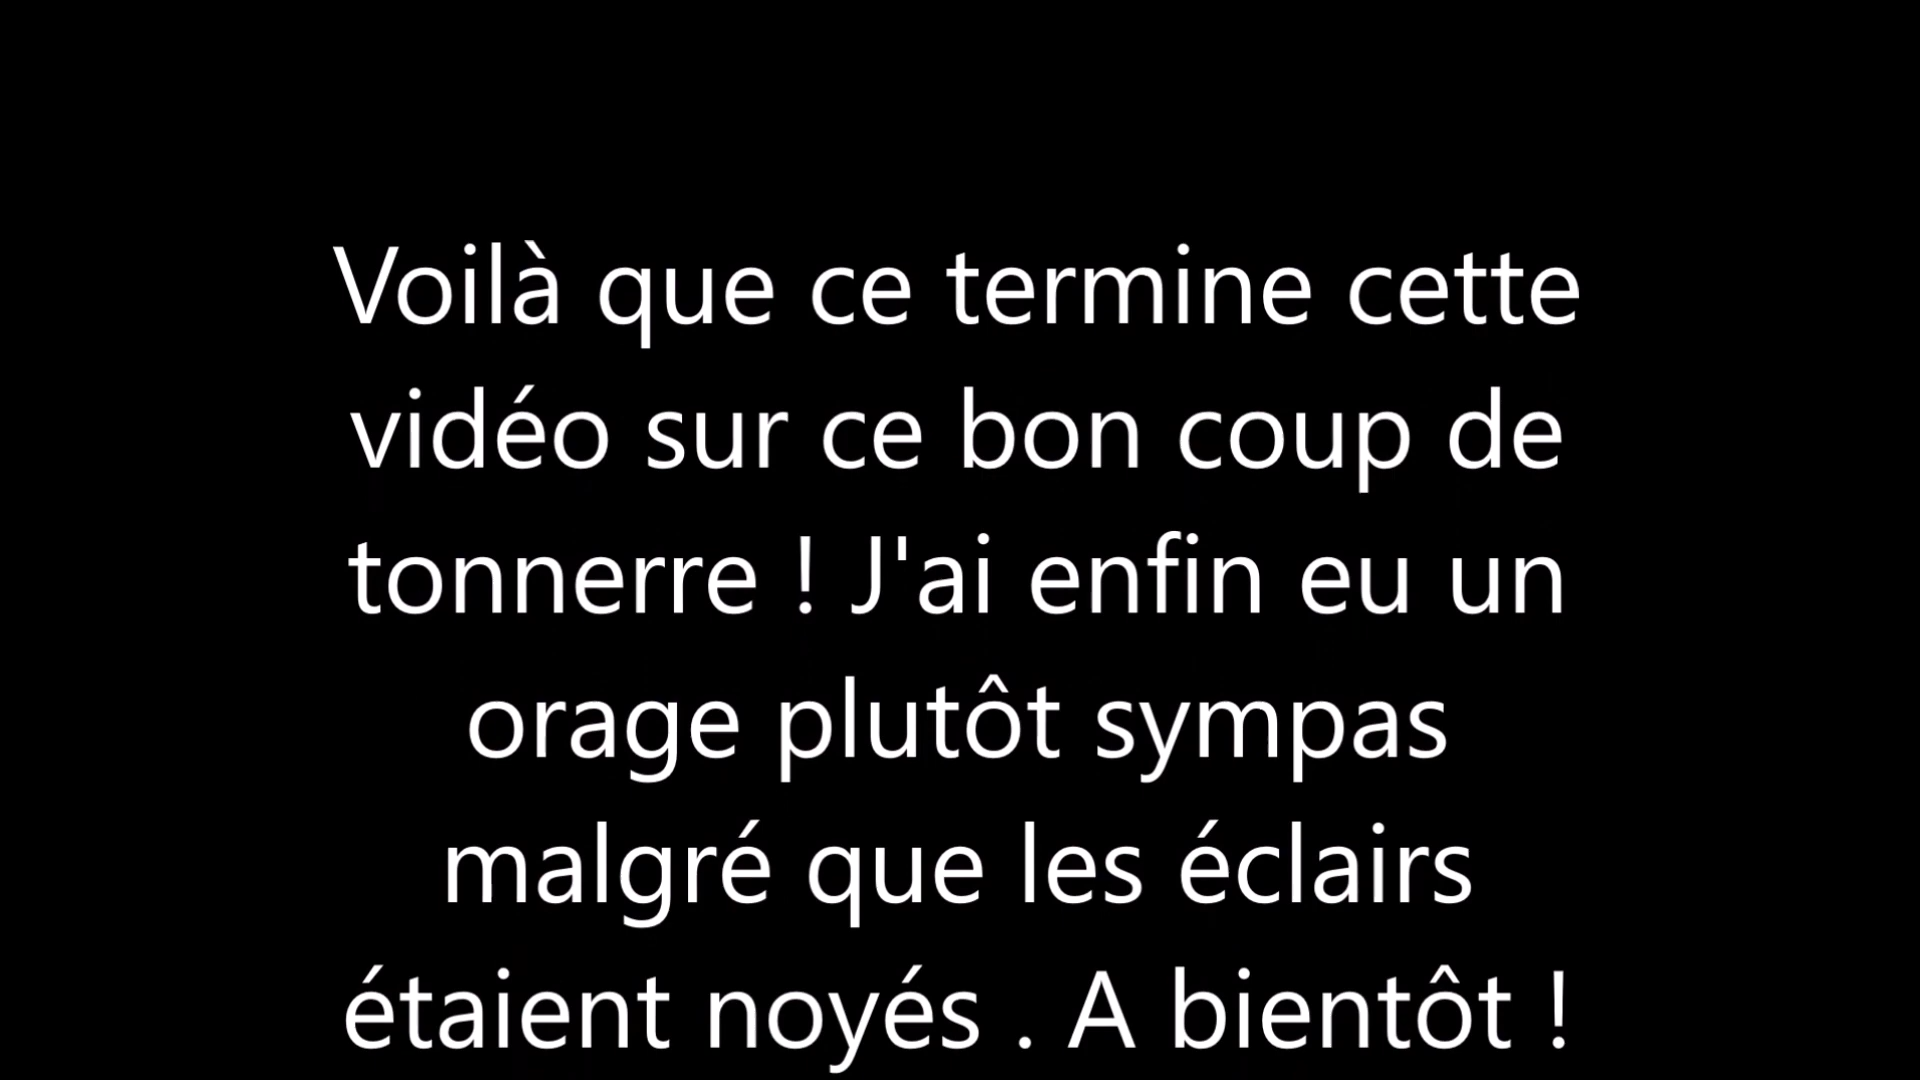 Voilà que ce termine cette
vidéo sur ce bon coup de
tonnerre ! J'ai enfin eu un
orage plutôt sympas
malgré que les éclairs
étaient noyés . A bientôt !